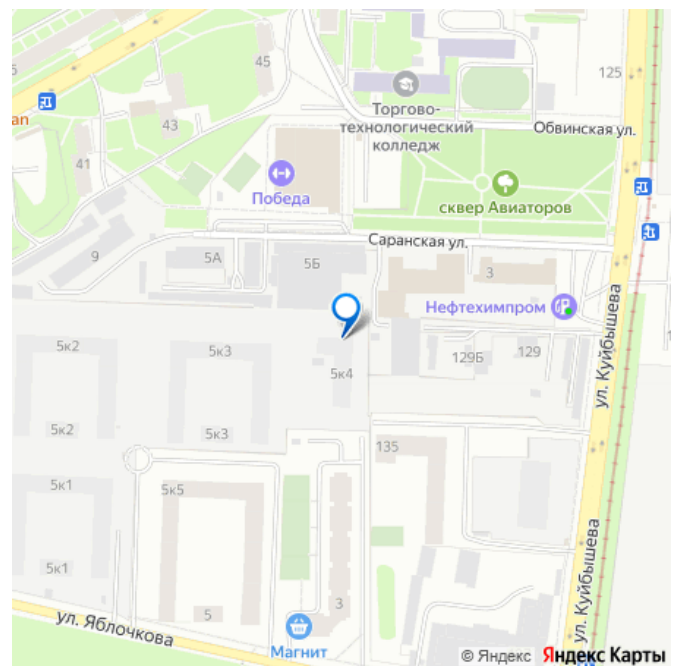 45
125
an
43
Торгово-
технологический
колледж
Обвинская ул.
41
Победа
сквер Авиаторов
Саранская ул.
9
5А
5Б
3
Нефтехимпром
ул. Куйбышева
5к2
5к3
5к4
129Б
129
5к2
5к3
135
5к1
5к5
5к1
ул. Куйбышева
5
3
ул. Яблочкова
Магнит
© Яндекс Яндекс Карты